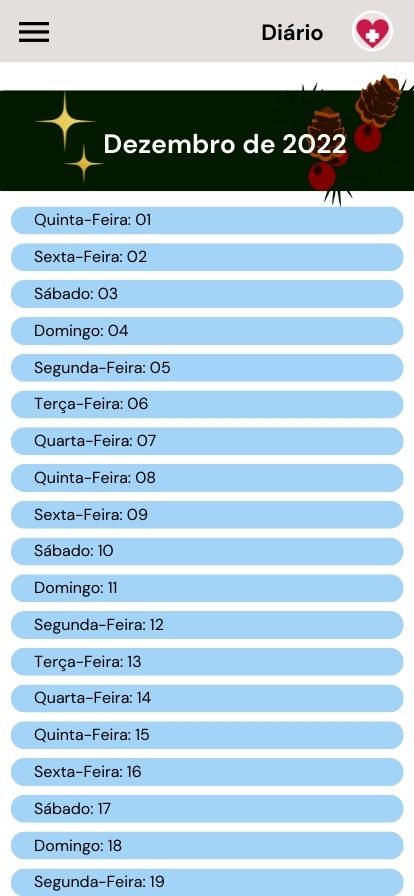 Diário
Dezembro de 2022
Quinta-Feira: 01
Sexta-Feira: 02
Sábado: 03
Domingo: 04
Segunda-Feira: 05
Terça-Feira: 06
Quarta-Feira: 07
Quinta-Feira: 08
Sexta-Feira: 09
Sábado: 10
Domingo: 11
Segunda-Feira: 12
Terça-Feira: 13
Quarta-Feira: 14
Quinta-Feira: 15
Sexta-Feira: 16
Sábado: 17
Domingo: 18
Segunda-Feira: 19